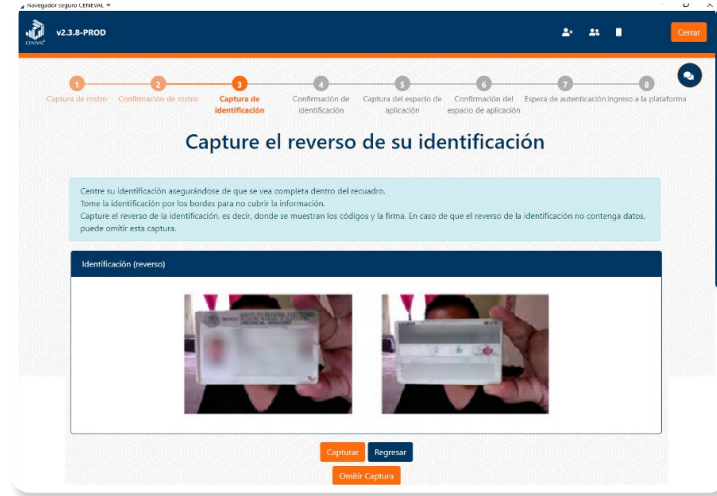 Navegador seguro CENEVAL
CENEVAL
v2.3.8-PROD
Cerrar
1 2 3 4 5 6 7 8
Captura de rostro
Confirmación de rostro
Captura de
identificación
Confirmación de
identificación
Captura del espacio de
aplicación
Confirmación del
espacio de aplicación
Espera de autenticación
Ingreso a la plataforma
Capture el reverso de su identificación
Centre su identificación asegurándose de que se vea completa dentro del recuadro.
Tome la identificación por los bordes para no cubrir la información.
Capture el reverso de la identificación, es decir, donde se muestran los códigos y la firma. En caso de que el reverso de la identificación no contenga datos,
puede omitir esta captura.
Identificación (reverso)
INSTITUTO FEDERAL ELECTORAL
Capturar
Regresar
Omitir Captura